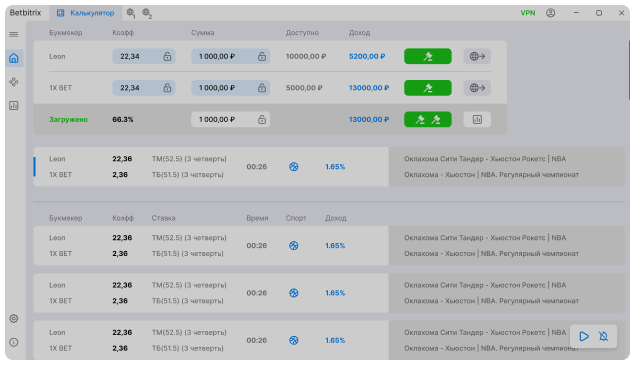 Betbitrix Калькулятор 1 2 VPN
Букмекер Коэфф Сумма Доступно Доход
Leon 22,34 1 000,00 ₽ 10000,00 ₽ 5200,00 ₽
1X BET 22,34 1 000,00 ₽ 5000,00 ₽ 13000,00 ₽
Загружено 66.3% 1 000,00 ₽ 13000,00 ₽
Leon 22,36 ТМ(52.5) (3 четверть) Оклахома Сити Тандер - Хьюстон Рокетс | NBA
00:26 1.65%
1X BET 2,36 ТБ(51.5) (3 четверть) Оклахома - Хьюстон | NBA. Регулярный чемпионат
Букмекер Коэфф Ставка Время Спорт Доход
Leon 22,36 ТМ(52.5) (3 четверть) Оклахома Сити Тандер - Хьюстон Рокетс | NBA
00:26 1.65%
1X BET 2,36 ТБ(51.5) (3 четверть) Оклахома - Хьюстон | NBA. Регулярный чемпионат
Leon 22,36 ТМ(52.5) (3 четверть) Оклахома Сити Тандер - Хьюстон Рокетс | NBA
00:26 1.65%
1X BET 2,36 ТБ(51.5) (3 четверть) Оклахома - Хьюстон | NBA. Регулярный чемпионат
Leon 22,36 ТМ(52.5) (3 четверть) Оклахома Сити Тандер - Хьюстон Рокетс | NBA
00:26 1.65%
1X BET 2,36 ТБ(51.5) (3 четверть) Оклахома - Хьюстон | NBA. Регулярный чемпионат